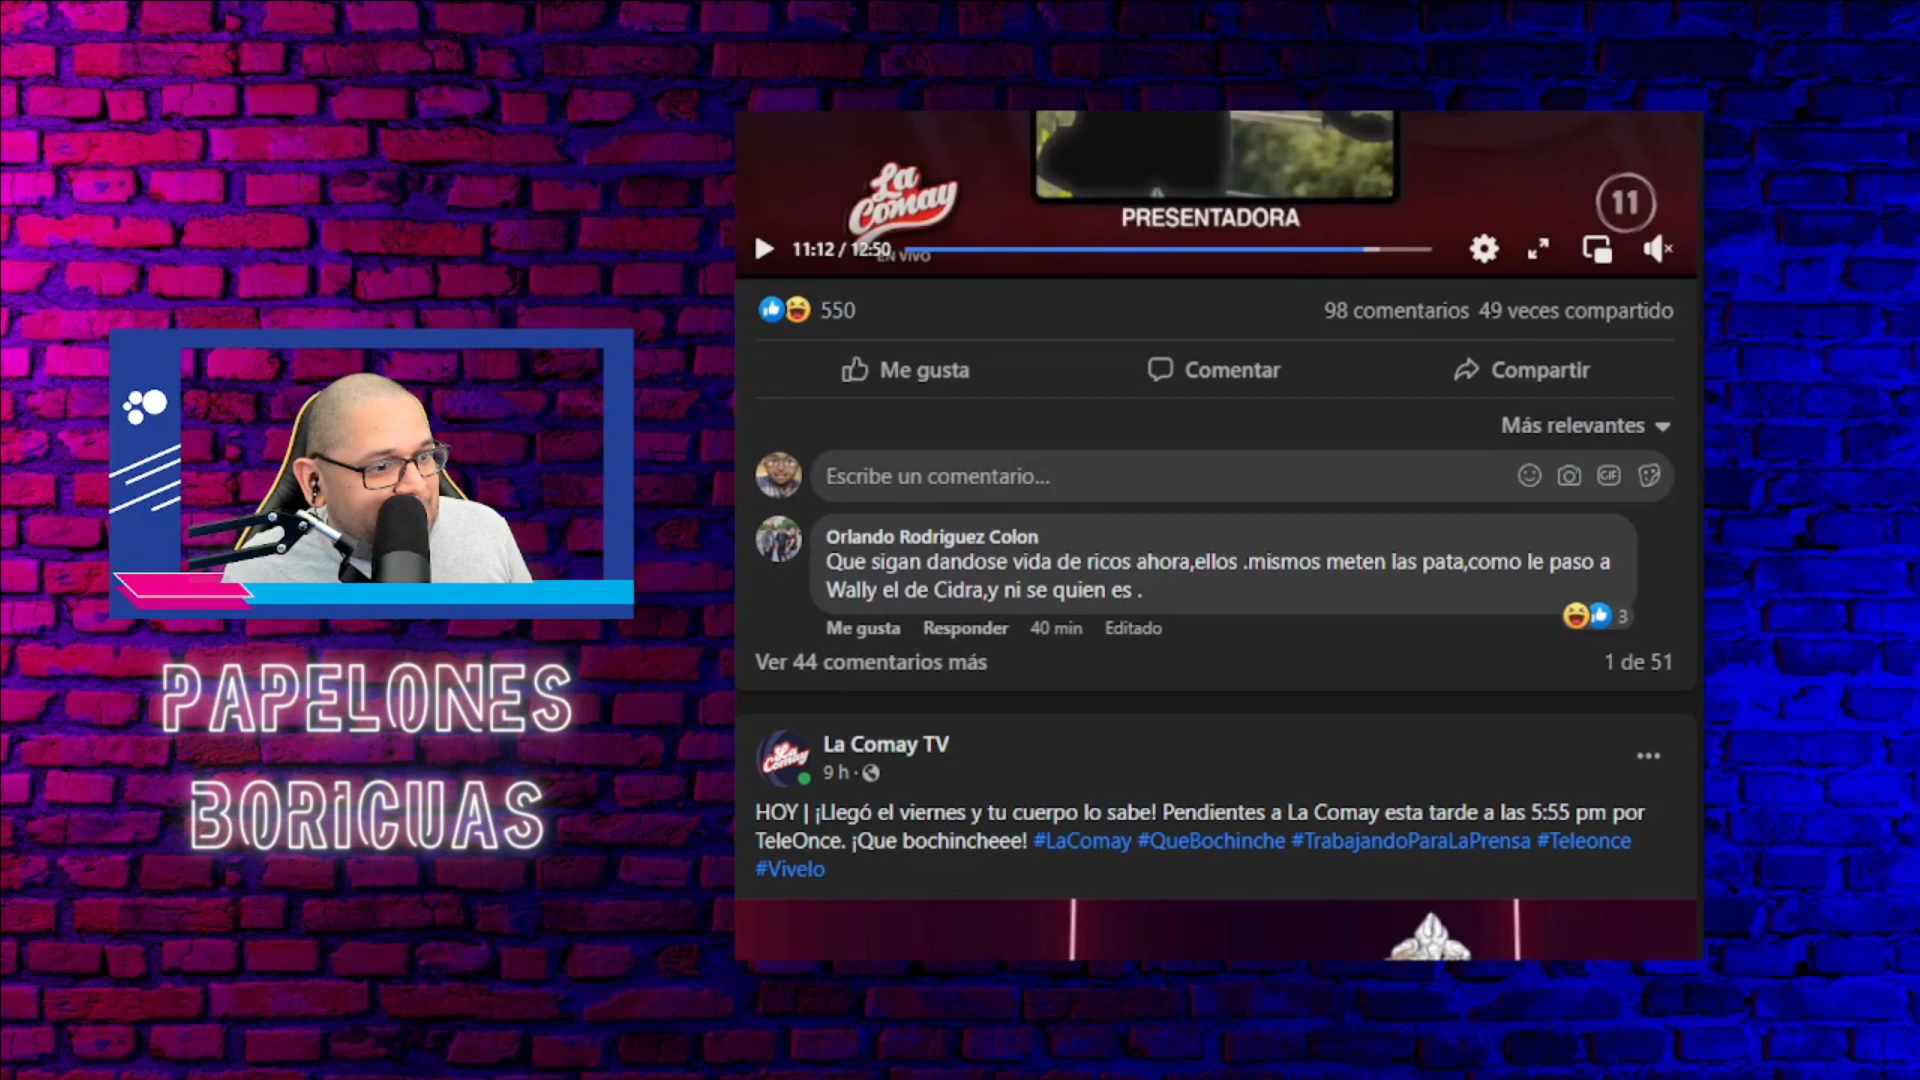 La
Comay
EN VIVO
PRESENTADORA
11
11:12 / 12:50
550
98 comentarios 49 veces compartido
Me gusta
Comentar
Compartir
Más relevantes
Escribe un comentario...
GIF
Orlando Rodriguez Colon
Que sigan dandose vida de ricos ahora,ellos .mismos meten las pata,como le paso a
Wally el de Cidra,y ni se quien es .
3
Me gusta Responder 40 min Editado
Ver 44 comentarios más
1 de 51
La Comay
La Comay TV
9 h ·
HOY | ¡Llegó el viernes y tu cuerpo lo sabe! Pendientes a La Comay esta tarde a las 5:55 pm por
TeleOnce. ¡Que bochincheee! #LaComay #QueBochinche #TrabajandoParaLaPrensa #Teleonce
#Vivelo
PAPELONES
BORICUAS